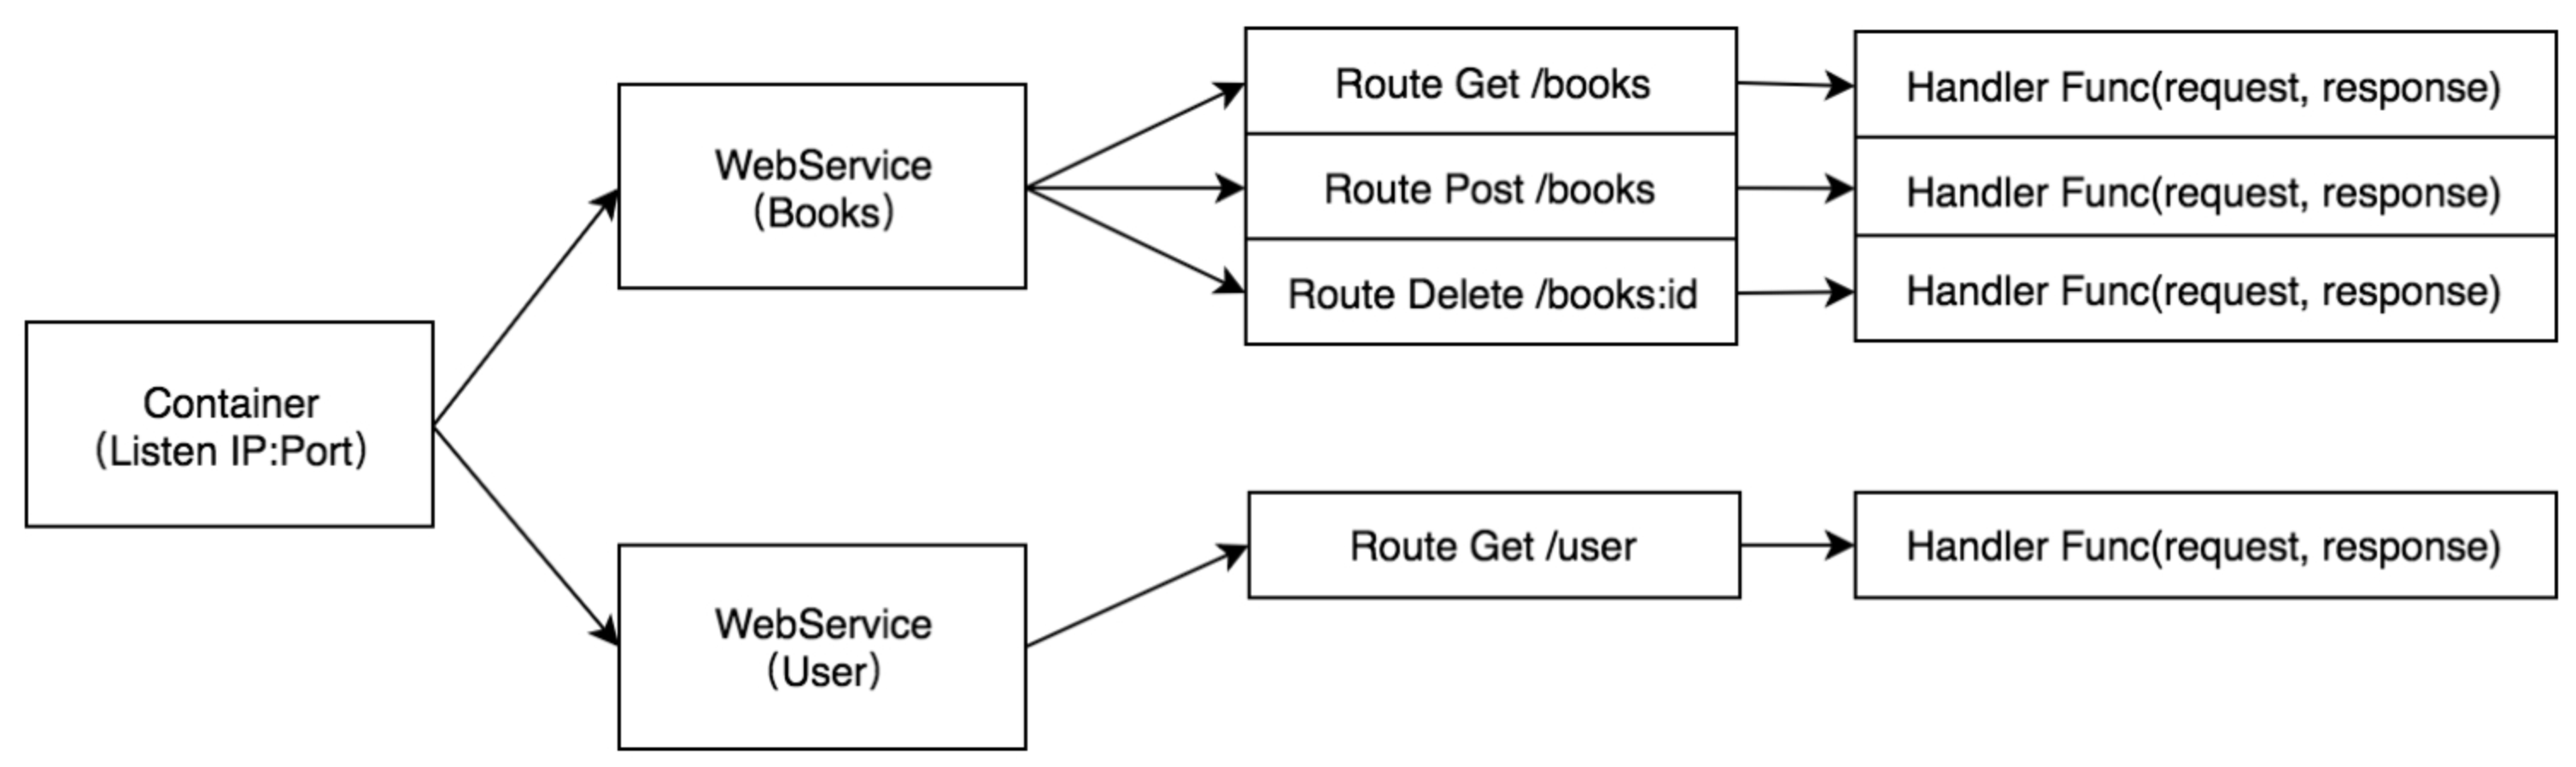 Container
(Listen IP:Port)
WebService
(Books)
Route Get /books
Route Post /books
Route Delete /books:id
Handler Func(request, response)
Handler Func(request, response)
Handler Func(request, response)
WebService
(User)
Route Get /user
Handler Func(request, response)